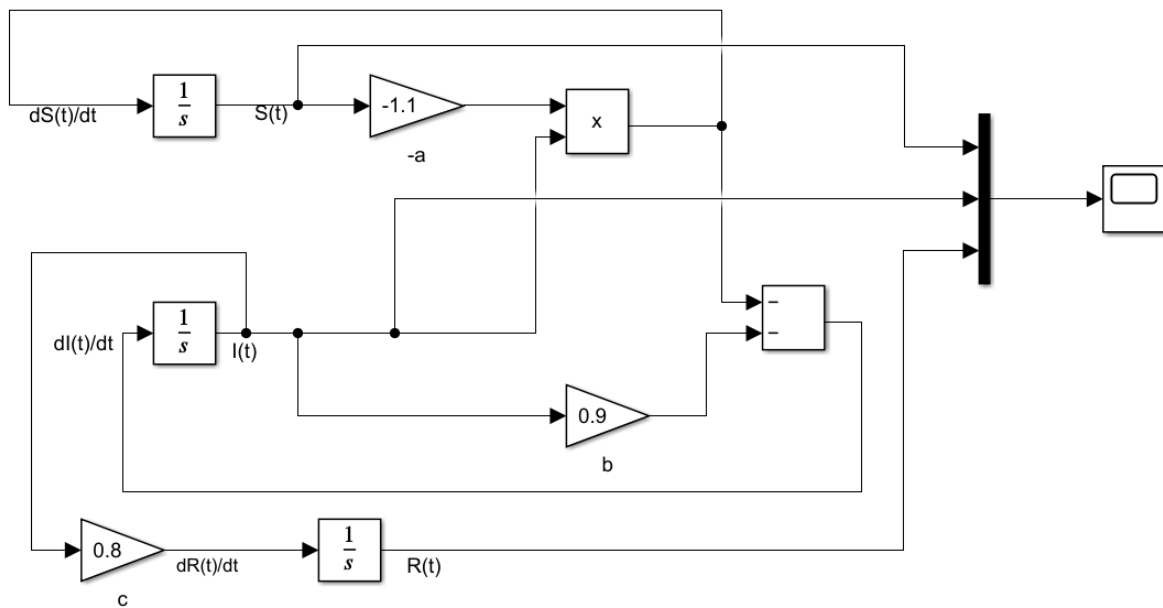 1
s
dS(t)/dt
S(t)
-1.1
-a
x
1
s
dI(t)/dt
I(t)
−
−
0.9
b
0.8
c
dR(t)/dt
1
s
R(t)